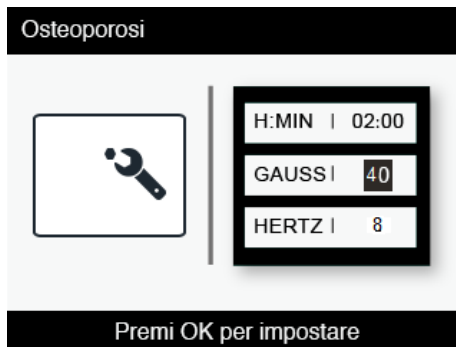 Osteoporosi
H:MIN | 02:00
GAUSS | 40
HERTZ | 8
Premi OK per impostare